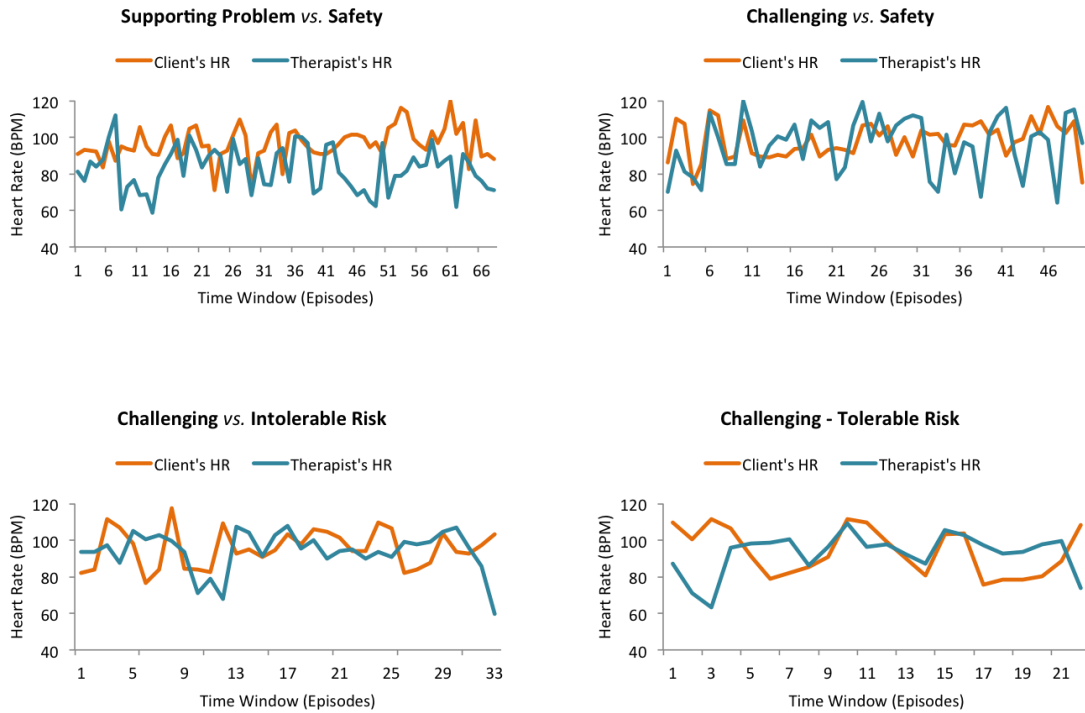 Supporting Problem vs. Safety
Client's HR Therapist's HR
120
100
80
60
40
Heart Rate (BPM)
1 6 11 16 21 26 31 36 41 46 51 56 61 66
Time Window (Episodes)
Challenging vs. Safety
Client's HR Therapist's HR
120
100
80
60
40
Heart Rate (BPM)
1 6 11 16 21 26 31 36 41 46
Time Window (Episodes)
Challenging vs. Intolerable Risk
Client's HR Therapist's HR
120
100
80
60
40
Heart Rate (BPM)
1 5 9 13 17 21 25 29 33
Time Window (Episodes)
Challenging - Tolerable Risk
Client's HR Therapist's HR
120
100
80
60
40
Heart Rate (BPM)
1 3 5 7 9 11 13 15 17 19 21
Time Window (Episodes)